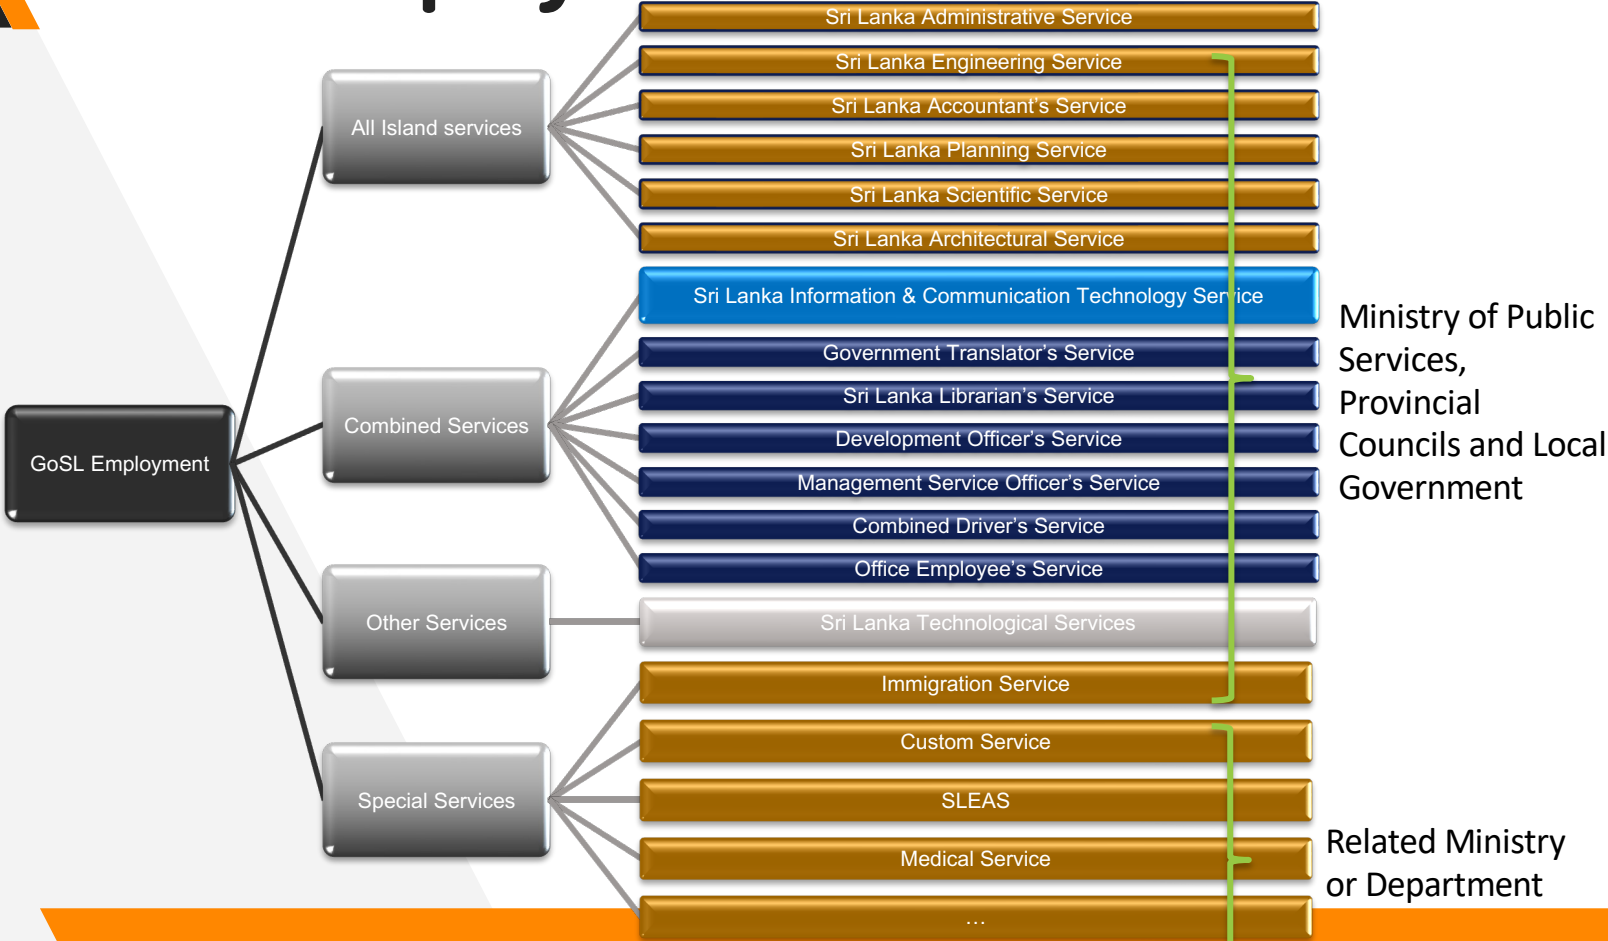 Sri Lanka Administrative Service
Sri Lanka Engineering Service
All Island services
Sri Lanka Accountant's Service
Sri Lanka Planning Service
Sri Lanka Scientific Service
Sri Lanka Architectural Service
Sri Lanka Information & Communication Technology Service
Government Translator's Service
Sri Lanka Librarian's Service
Combined Services
Development Officer's Service
GoSL Employment
Management Service Officer's Service
Combined Driver's Service
Office Employee's Service
Other Services
Sri Lanka Technological Services
Immigration Service
Custom Service
Special Services
SLEAS
Medical Service
...
Ministry of Public
Services,
Provincial
Councils and Local
Government
Related Ministry
or Department